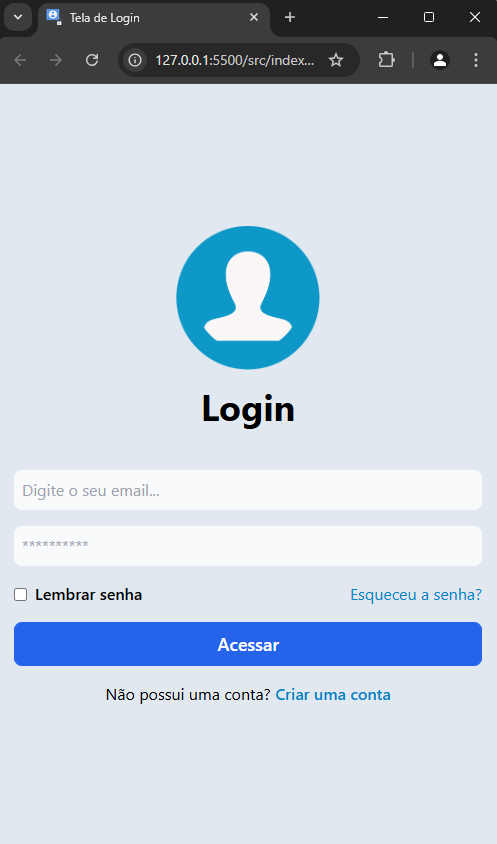 Tela de Login
127.0.0.1:5500/src/index...
Login
Digite o seu email...
**********
Lembrar senha Esqueceu a senha?
Acessar
Não possui uma conta? Criar uma conta